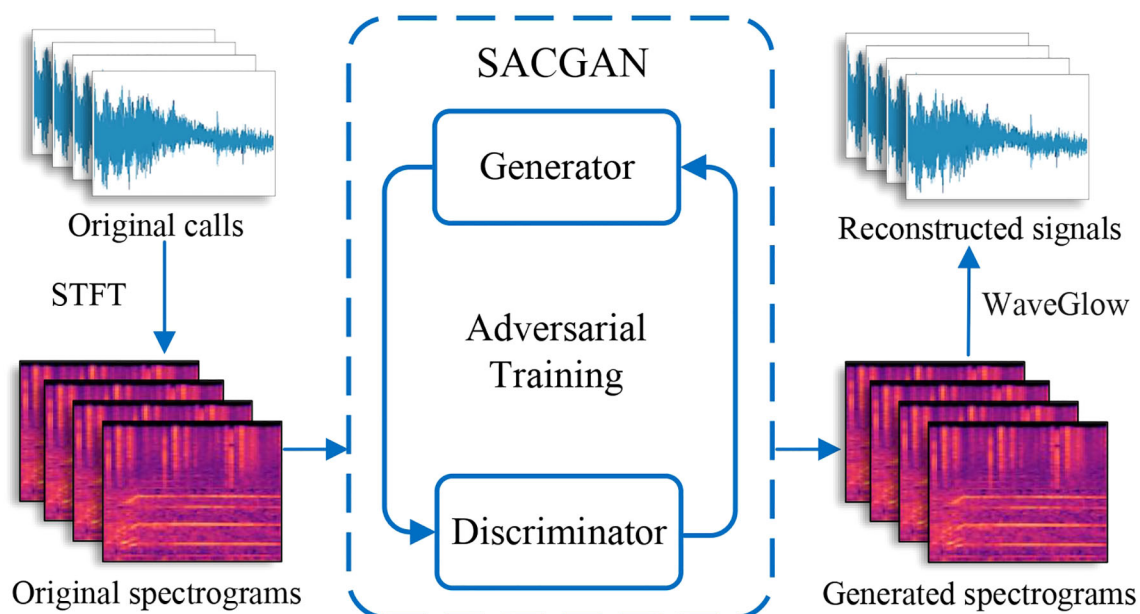 SACGAN
Generator
Adversarial
Training
Discriminator
Original calls
STFT
Original spectrograms
Reconstructed signals
WaveGlow
Generated spectrograms